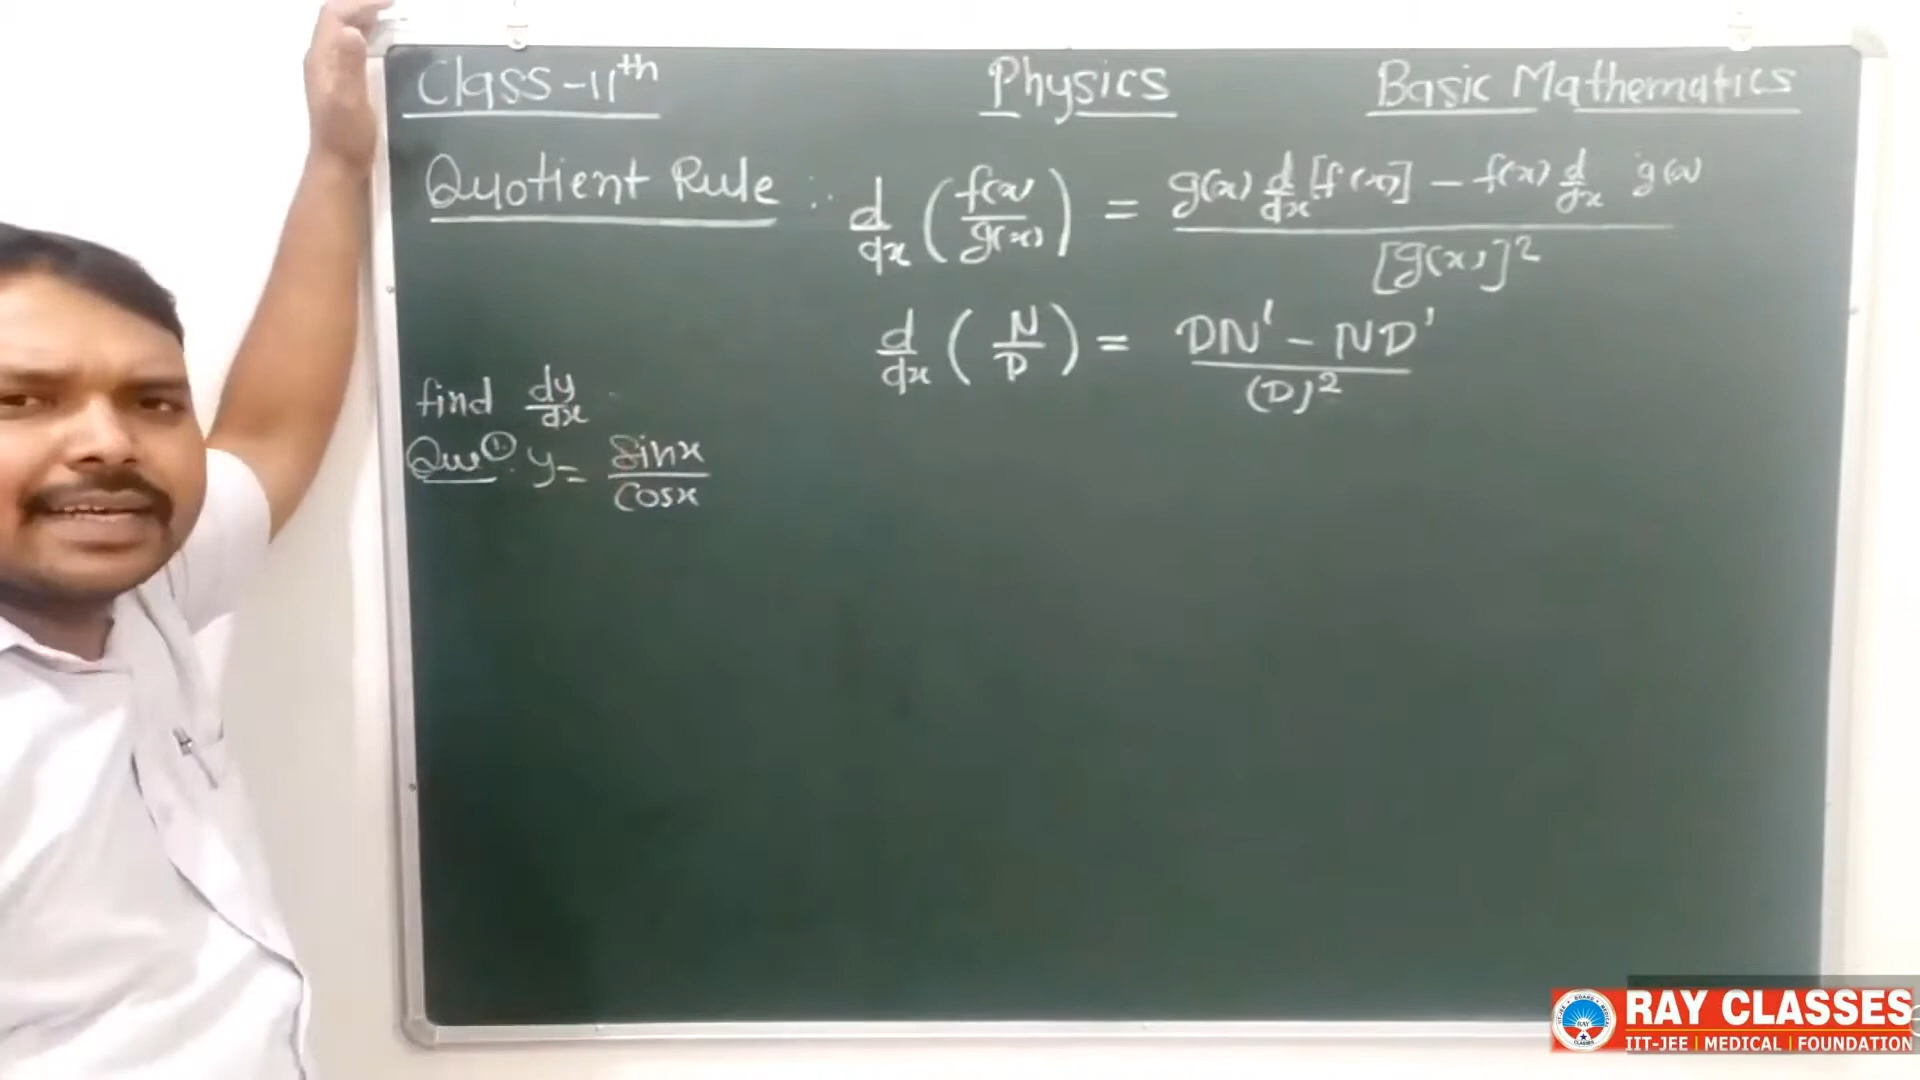 Class-11th Physics Basic Mathematics
Quotient Rule :- d/dx (f(x)/g(x)) = g(x) d/dx [f(x)] - f(x) d/dx g(x) / [g(x)]²
d/dx (N/D) = DN' - ND' / (D)²
find dy/dx
Que ①. y = Sinx/Cosx
RAY CLASSES
IIT-JEE | MEDICAL | FOUNDATION